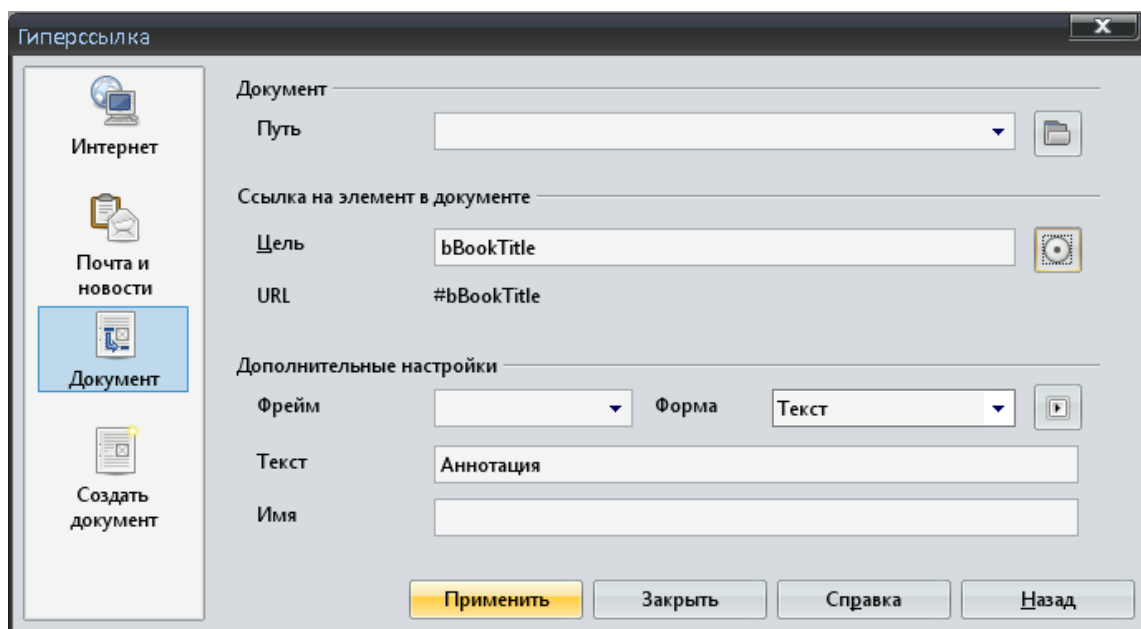 Гиперссылка
X
Интернет
Почта и
новости
Документ
Создать
документ
Документ
Путь
Ссылка на элемент в документе
Цель
bBookTitle
URL
#bBookTitle
Дополнительные настройки
Фрейм
Форма
Текст
Текст
Аннотация
Имя
Применить
Закрыть
Справка
Назад